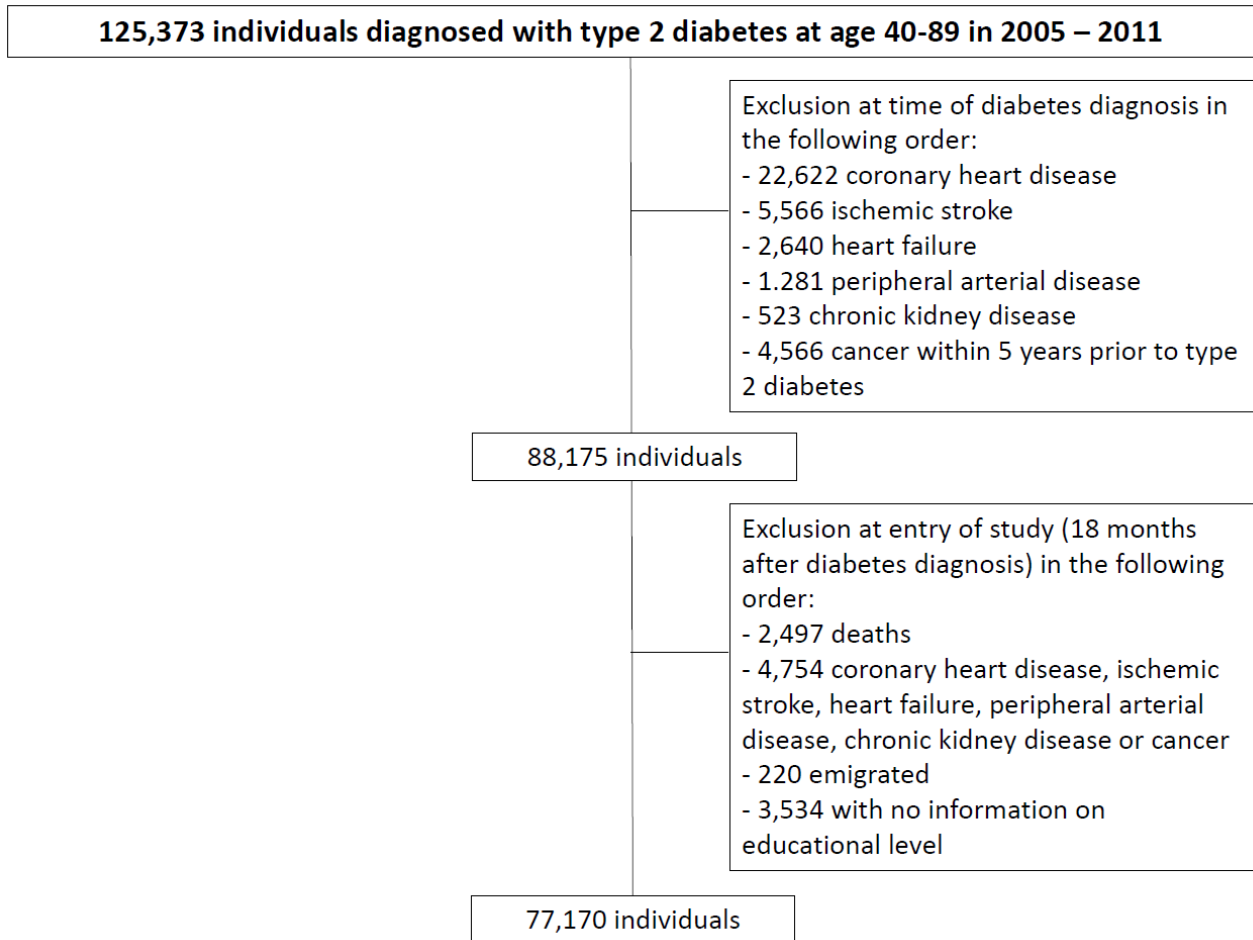 125,373 individuals diagnosed with type 2 diabetes at age 40-89 in 2005 – 2011
Exclusion at time of diabetes diagnosis in
the following order:
- 22,622 coronary heart disease
- 5,566 ischemic stroke
- 2,640 heart failure
- 1.281 peripheral arterial disease
- 523 chronic kidney disease
- 4,566 cancer within 5 years prior to type
2 diabetes
88,175 individuals
Exclusion at entry of study (18 months
after diabetes diagnosis) in the following
order:
- 2,497 deaths
- 4,754 coronary heart disease, ischemic
stroke, heart failure, peripheral arterial
disease, chronic kidney disease or cancer
- 220 emigrated
- 3,534 with no information on
educational level
77,170 individuals